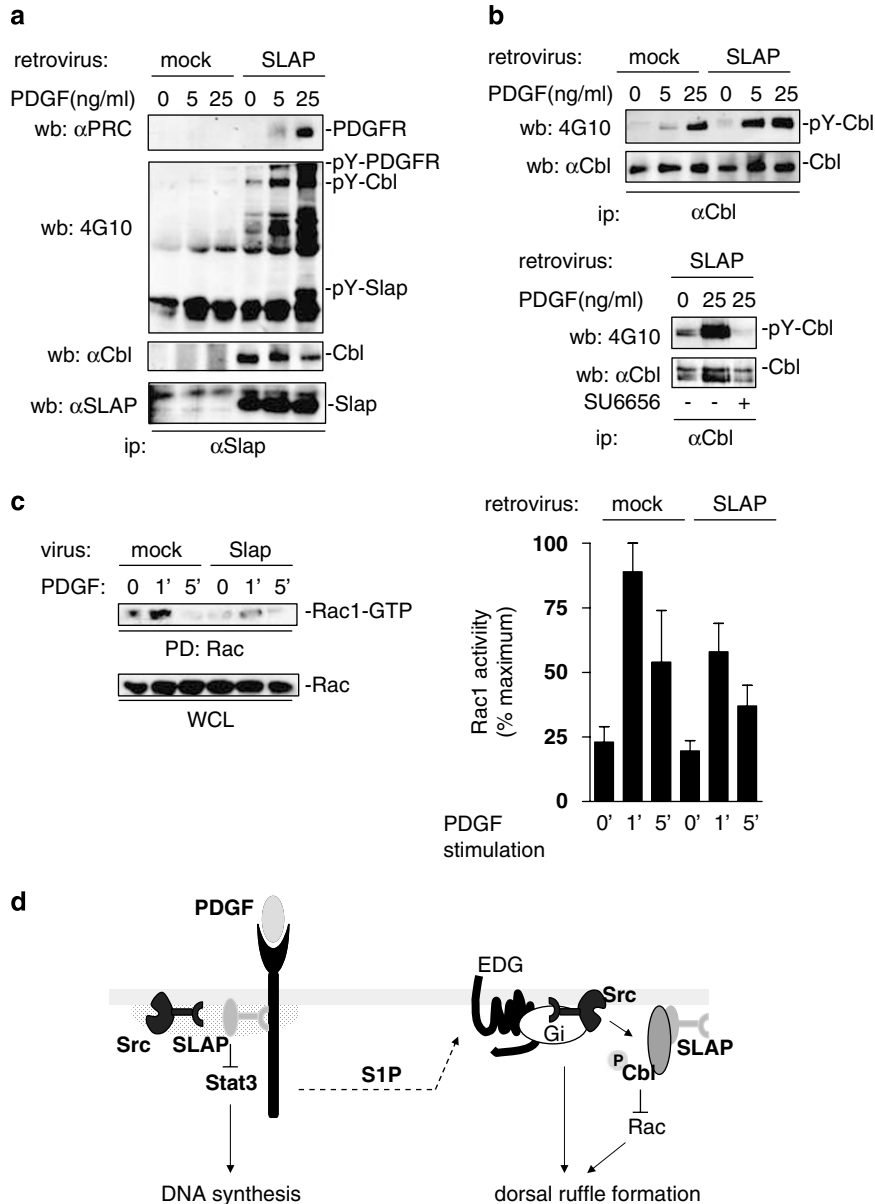 a
retrovirus: mock SLAP
PDGF(ng/ml) 0 5 25 0 5 25
wb: αPRC -PDGFR
-pY-PDGFR
-pY-Cbl
wb: 4G10
-pY-Slap
wb: αCbl -Cbl
wb: αSLAP -Slap
ip: αSlap
b
retrovirus: mock SLAP
PDGF(ng/ml) 0 5 25 0 5 25
wb: 4G10 -pY-Cbl
wb: αCbl -Cbl
ip: αCbl
retrovirus: SLAP
PDGF(ng/ml) 0 25 25
wb: 4G10 -pY-Cbl
wb: αCbl -Cbl
SU6656 - - +
ip: αCbl
c
virus: mock Slap
PDGF: 0 1' 5' 0 1' 5'
-Rac1-GTP
PD: Rac
-Rac
WCL
retrovirus: mock SLAP
Rac1 activiity
(% maximum)
100
75
50
25
0
PDGF stimulation 0' 1' 5' 0' 1' 5'
d
PDGF
Src SLAP
Stat3
DNA synthesis
S1P
EDG
Gi
Src
SLAP
P
Cbl
Rac
dorsal ruffle formation